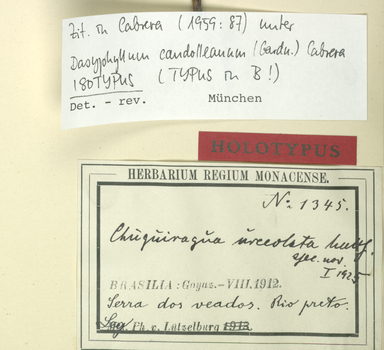 Zit. in Cabrera (1959: 87) unter
Dasyphyllum candolleanum (Gardn.) Cabrera
ISOTYPUS (TYPUS in B!)
Det. - rev. München
HOLOTYPUS
HERBARIUM REGIUM MONACENSE.
No 1345.
Chuquiragua urceolata
spec. nov.
I 1925
BRASILIA: Goyaz.-VIII. 1912.
Serra dos veados. Rio preto.
Leg. Ph. v. Lützelburg 1913.